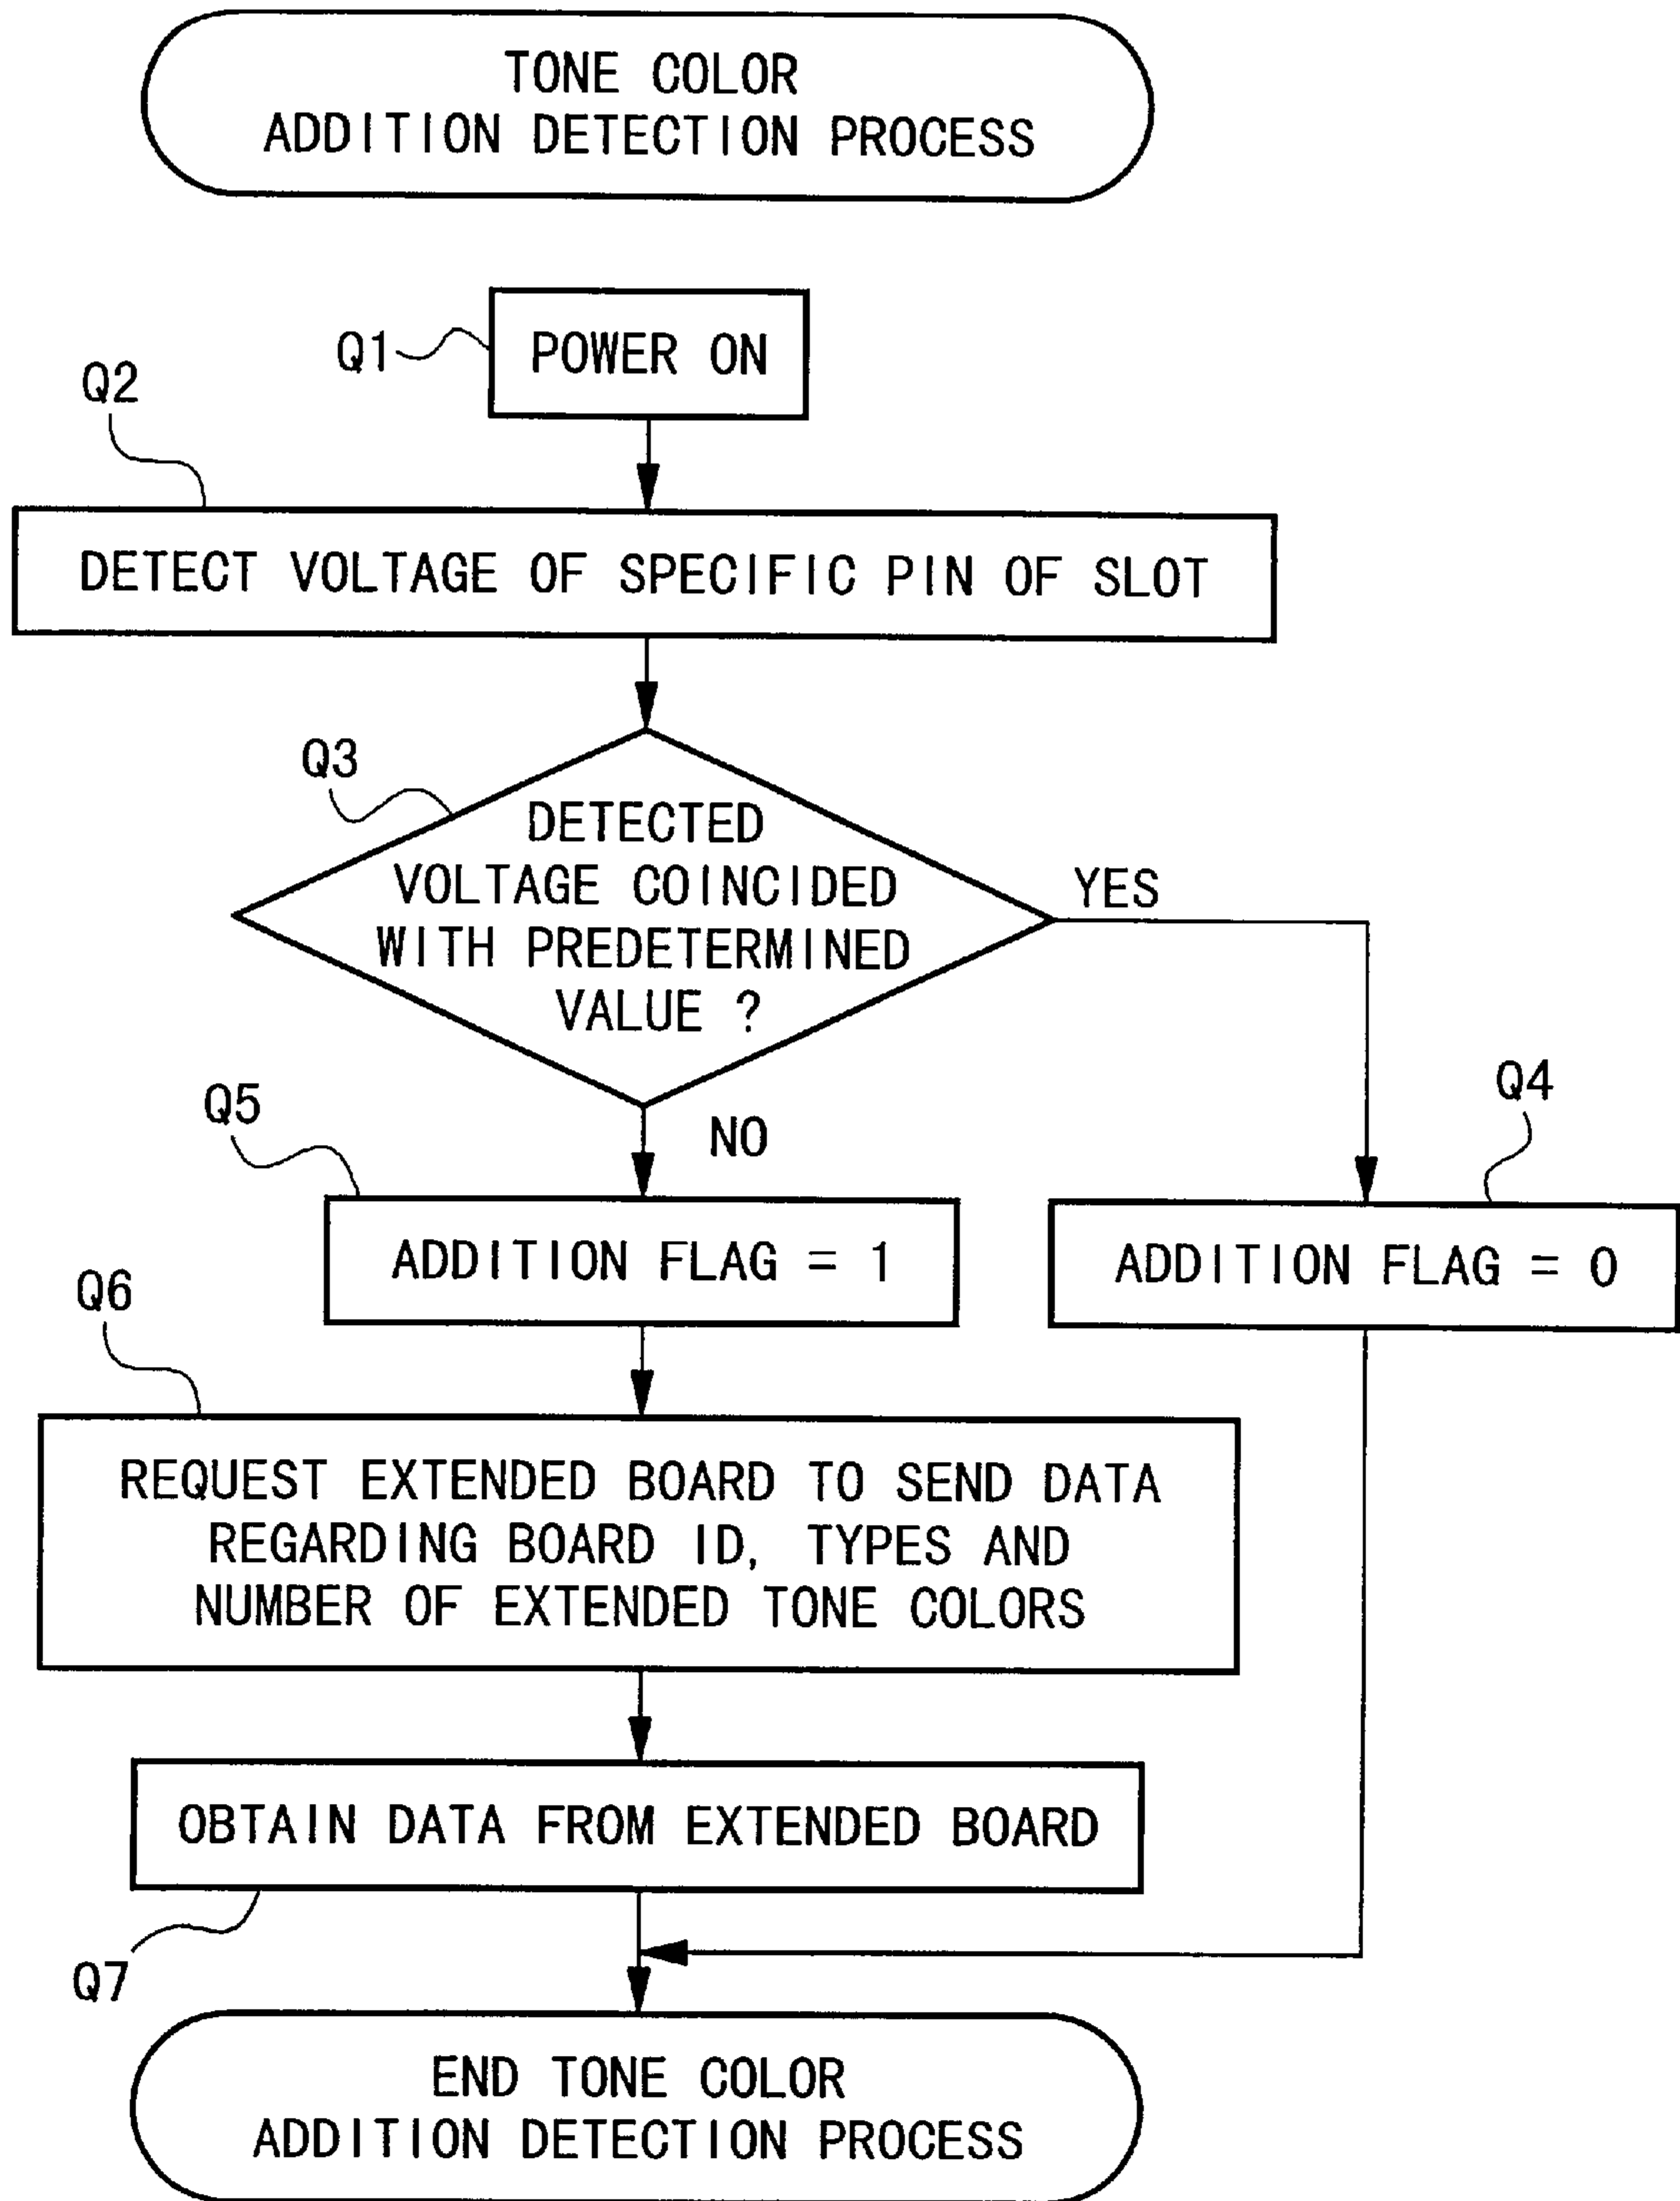 TONE COLOR
ADDITION DETECTION PROCESS
Q1
POWER ON
Q2
DETECT VOLTAGE OF SPECIFIC PIN OF SLOT
Q3
DETECTED
VOLTAGE COINCIDED
WITH PREDETERMINED
VALUE ?
YES
NO
Q5
ADDITION FLAG = 1
Q4
ADDITION FLAG = 0
Q6
REQUEST EXTENDED BOARD TO SEND DATA
REGARDING BOARD ID, TYPES AND
NUMBER OF EXTENDED TONE COLORS
OBTAIN DATA FROM EXTENDED BOARD
Q7
END TONE COLOR
ADDITION DETECTION PROCESS